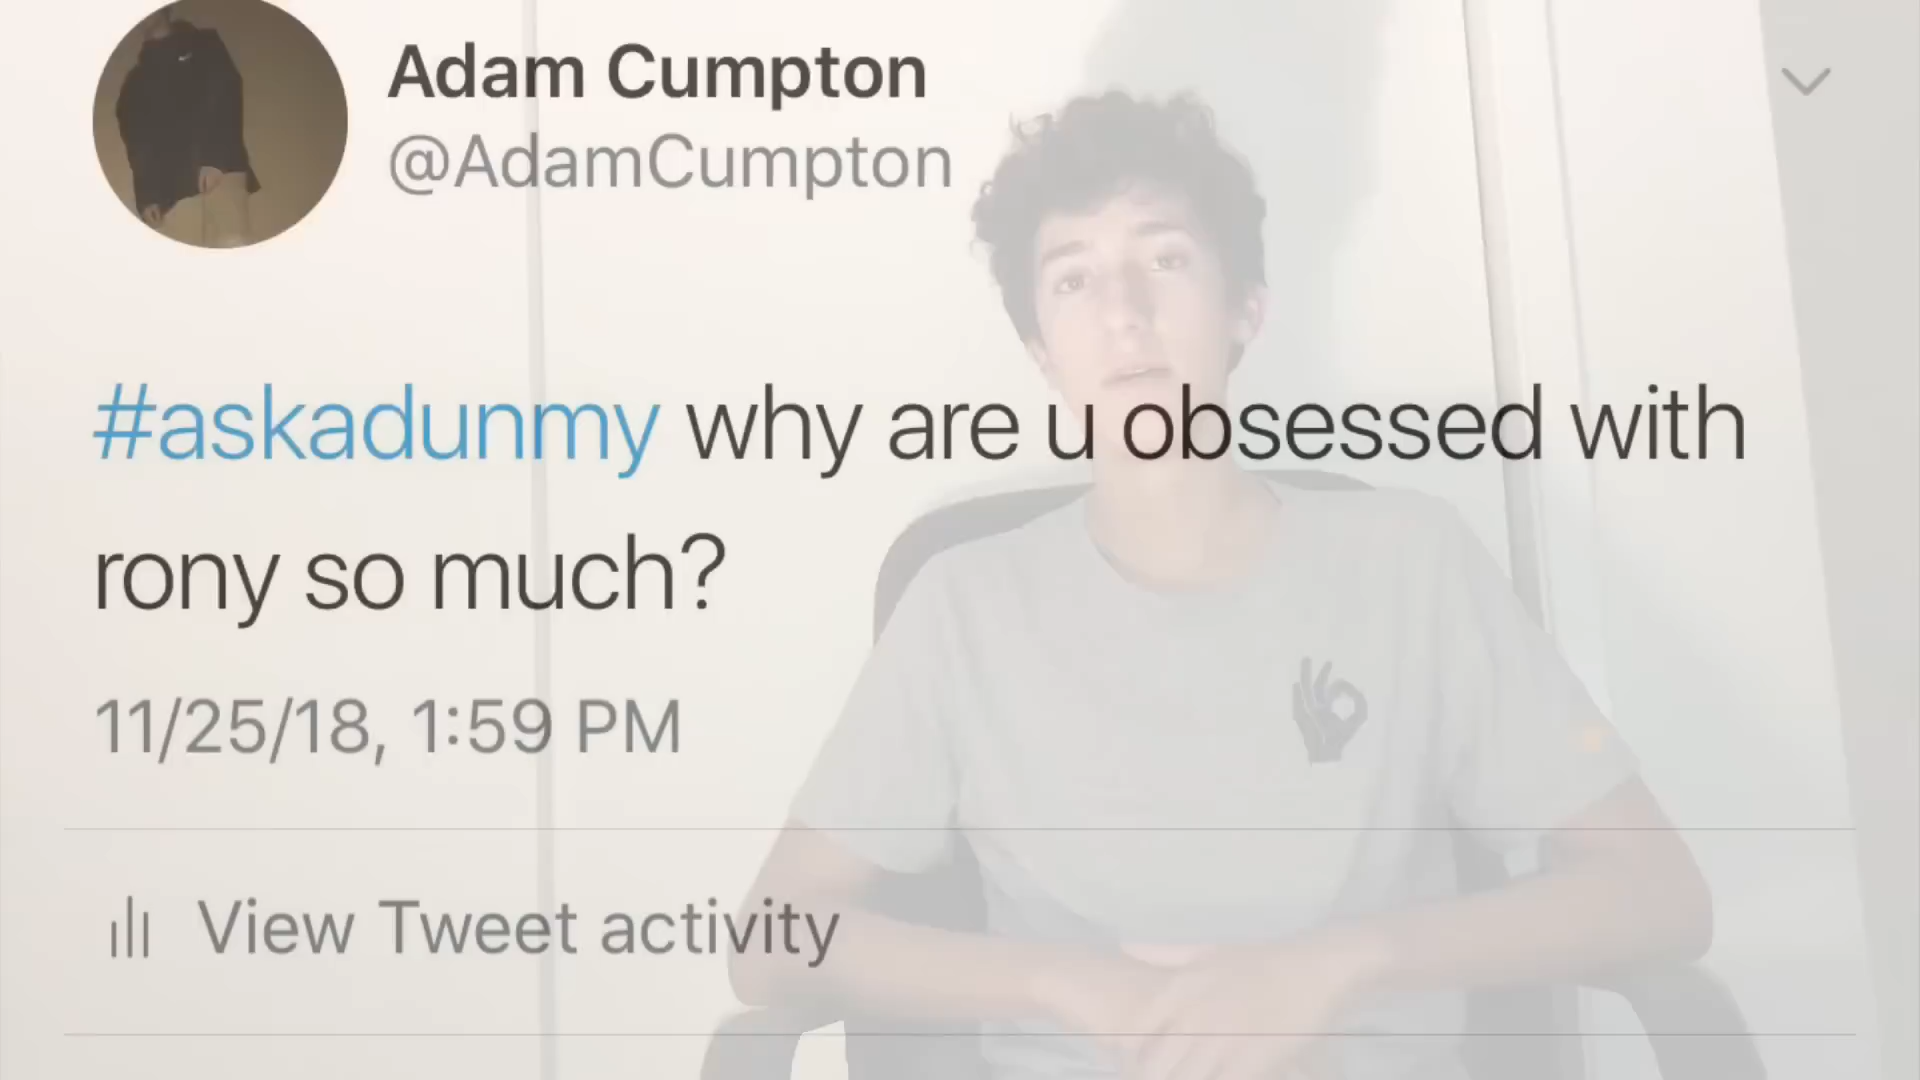 Adam Cumpton
@AdamCumpton
#askadunmy why are u obsessed with
rony so much?
11/25/18, 1:59 PM
View Tweet activity